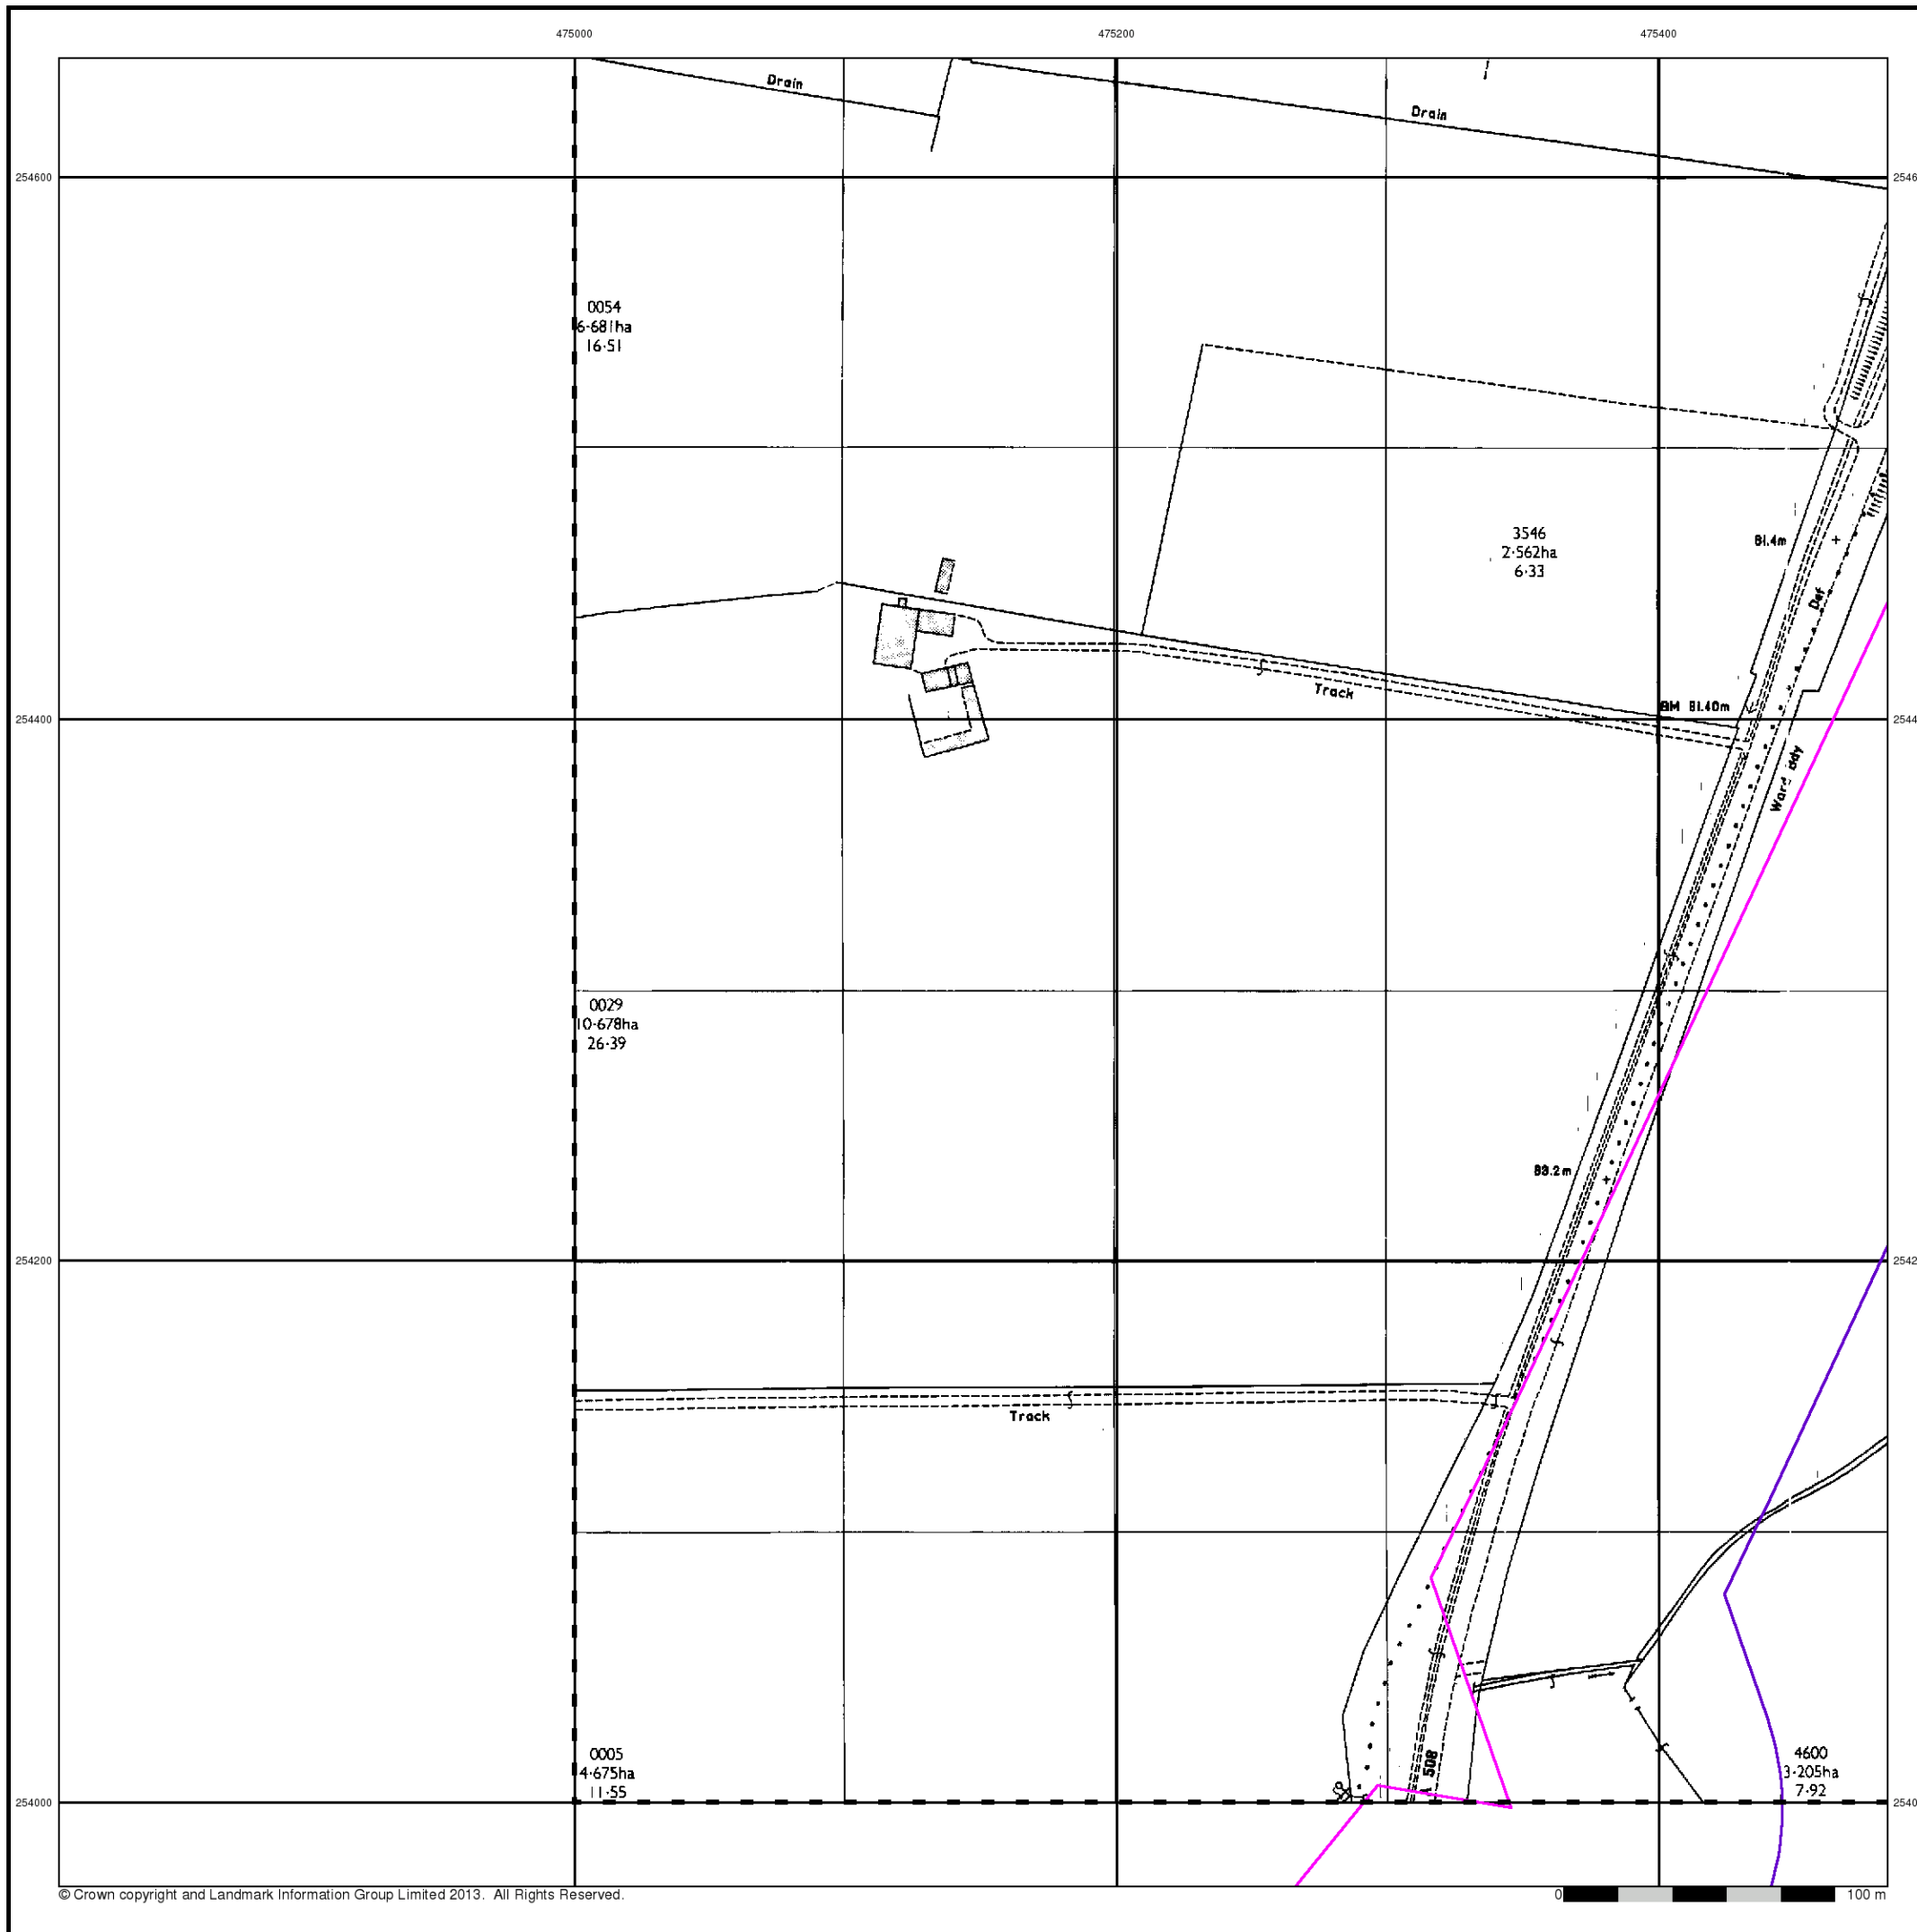 475000 475200 475400
Drain
Drain
254600 2546
0054
6·681ha
16·51
3546
2·562ha
6·33
81.4m
Def
Track
BM 81.40m
254400 2544
Ward Bdy
0029
10·678ha
26·39
83.2m
254200 2542
Track
0005
4·675ha
11·55
A 508
4600
3·205ha
7·92
254000 2540
© Crown copyright and Landmark Information Group Limited 2013. All Rights Reserved.
0 100 m